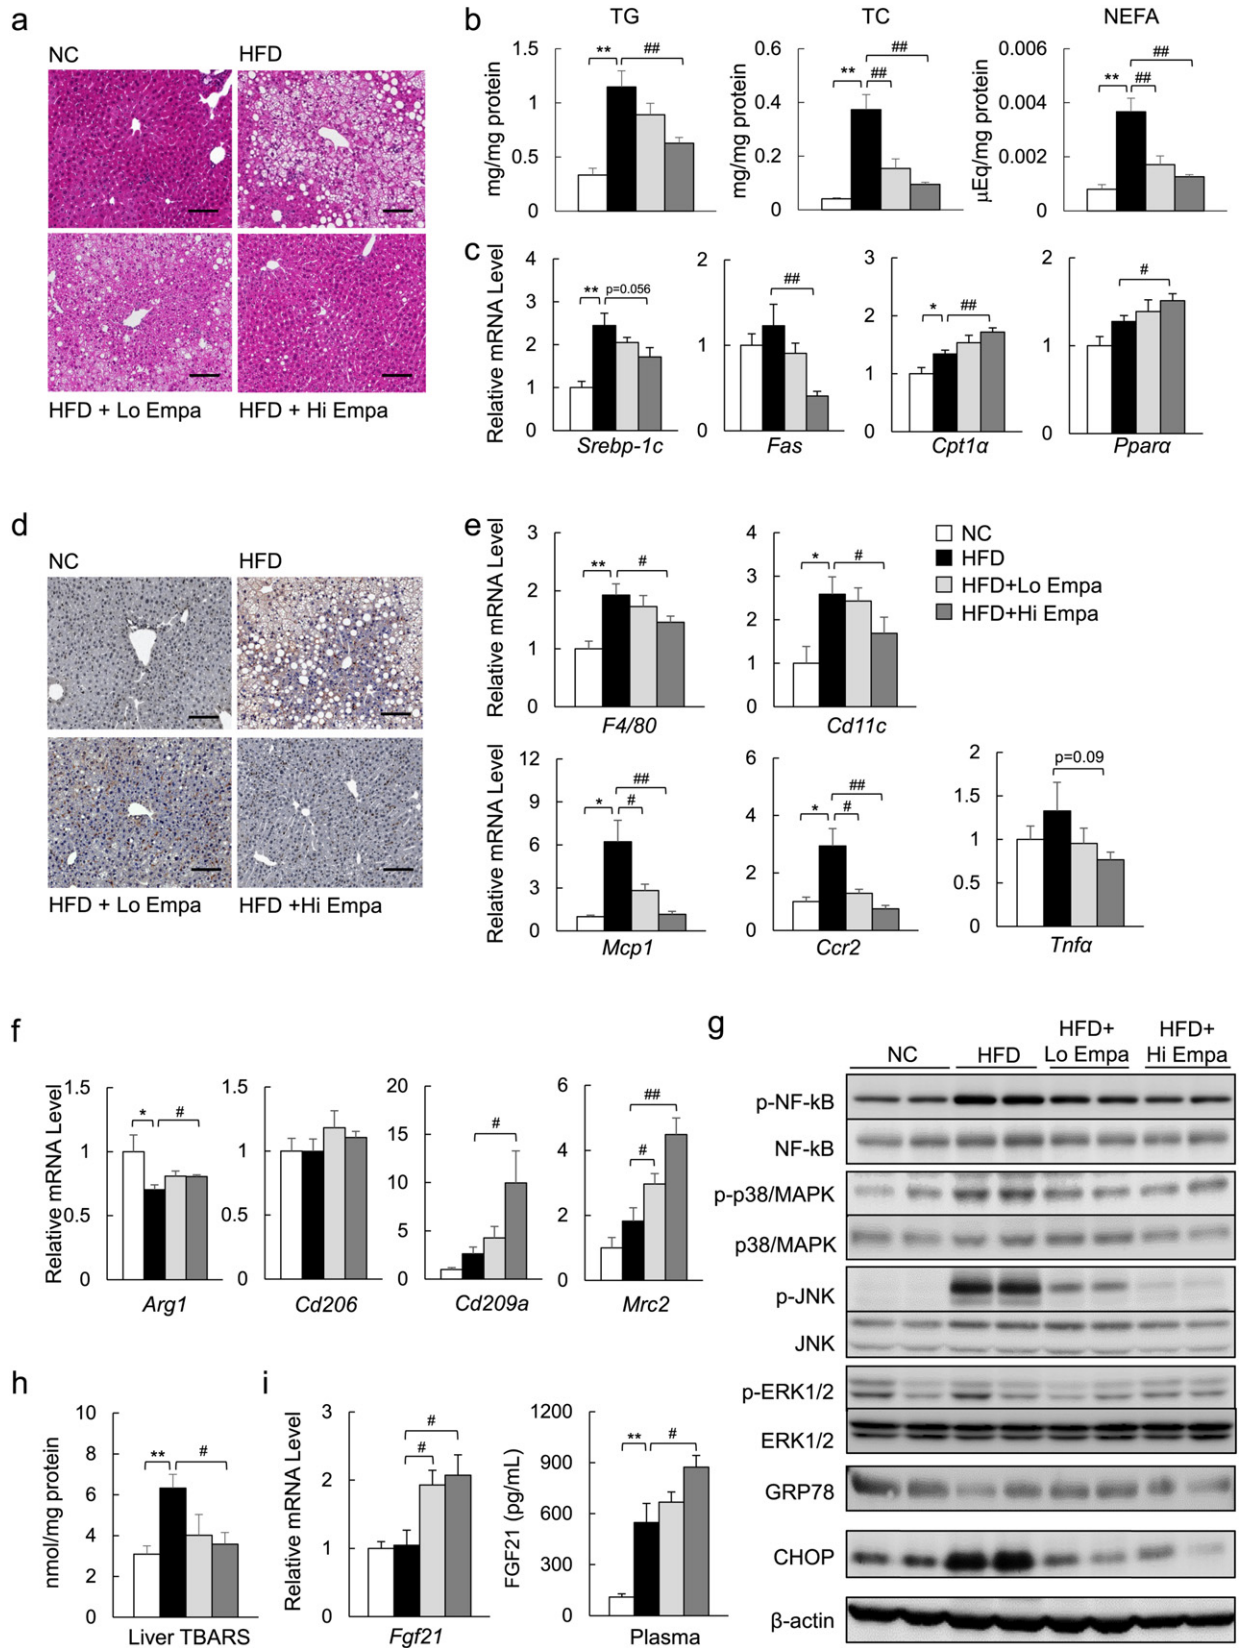 a
NC
HFD
HFD + Lo Empa
HFD + Hi Empa
b
TG
TC
NEFA
mg/mg protein
1.5
1
0.5
0
**
##
mg/mg protein
0.6
0.4
0.2
0
**
##
##
µEq/mg protein
0.006
0.004
0.002
0
**
##
##
c
Relative mRNA Level
4
3
2
1
0
**
p=0.056
Srebp-1c
2
1
0
##
Fas
3
2
1
0
*
##
Cpt1α
2
1
0
#
Pparα
d
NC
HFD
HFD + Lo Empa
HFD +Hi Empa
e
Relative mRNA Level
3
2
1
0
**
#
F4/80
4
3
2
1
0
*
#
Cd11c
NC
HFD
HFD+Lo Empa
HFD+Hi Empa
Relative mRNA Level
12
9
6
3
0
*
#
##
Mcp1
6
4
2
0
*
#
##
Ccr2
2
1.5
1
0.5
0
p=0.09
Tnfα
f
Relative mRNA Level
1.5
1
0.5
0
*
#
Arg1
1.5
1
0.5
0
Cd206
20
15
10
5
0
#
Cd209a
6
4
2
0
#
##
Mrc2
g
NC
HFD
HFD+
Lo Empa
HFD+
Hi Empa
p-NF-kB
NF-kB
p-p38/MAPK
p38/MAPK
p-JNK
JNK
p-ERK1/2
ERK1/2
GRP78
CHOP
β-actin
h
nmol/mg protein
10
8
6
4
2
0
**
#
Liver TBARS
i
Relative mRNA Level
3
2
1
0
#
#
Fgf21
FGF21 (pg/mL)
1200
900
600
300
0
**
#
Plasma